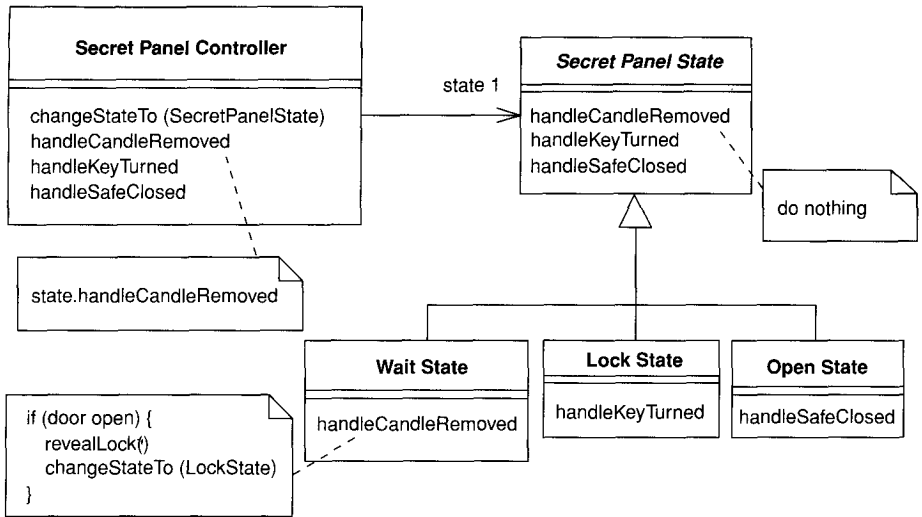 Secret Panel Controller
changeStateTo (SecretPanelState)
handleCandleRemoved
handleKeyTurned
handleSafeClosed
state 1
Secret Panel State
handleCandleRemoved
handleKeyTurned
handleSafeClosed
do nothing
state.handleCandleRemoved
Wait State
handleCandleRemoved
Lock State
handleKeyTurned
Open State
handleSafeClosed
if (door open) {
revealLock()
changeStateTo (LockState)
}